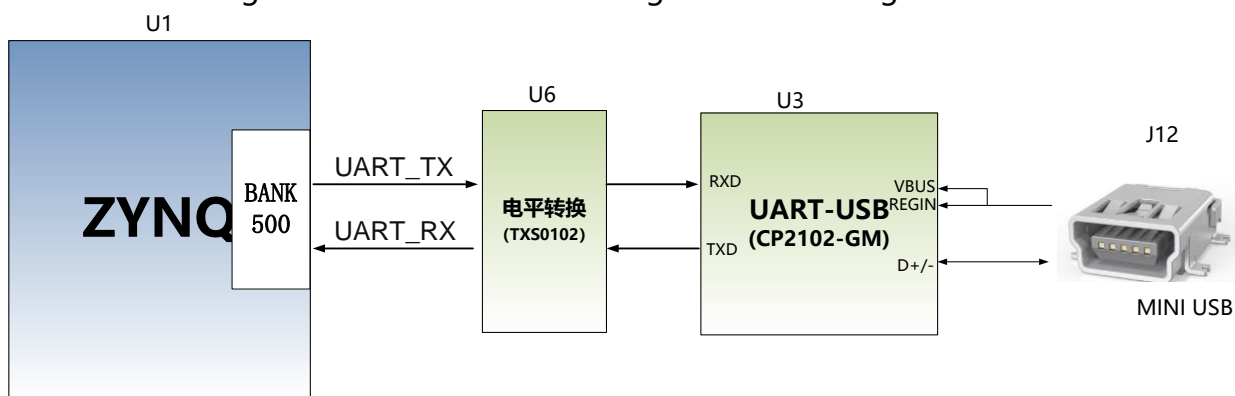 U1
ZYNQ
BANK
500
UART_TX
UART_RX
U6
电平转换
(TXS0102)
U3
RXD
TXD
UART-USB
(CP2102-GM)
VBUS
REGIN
D+/-
J12
MINI USB